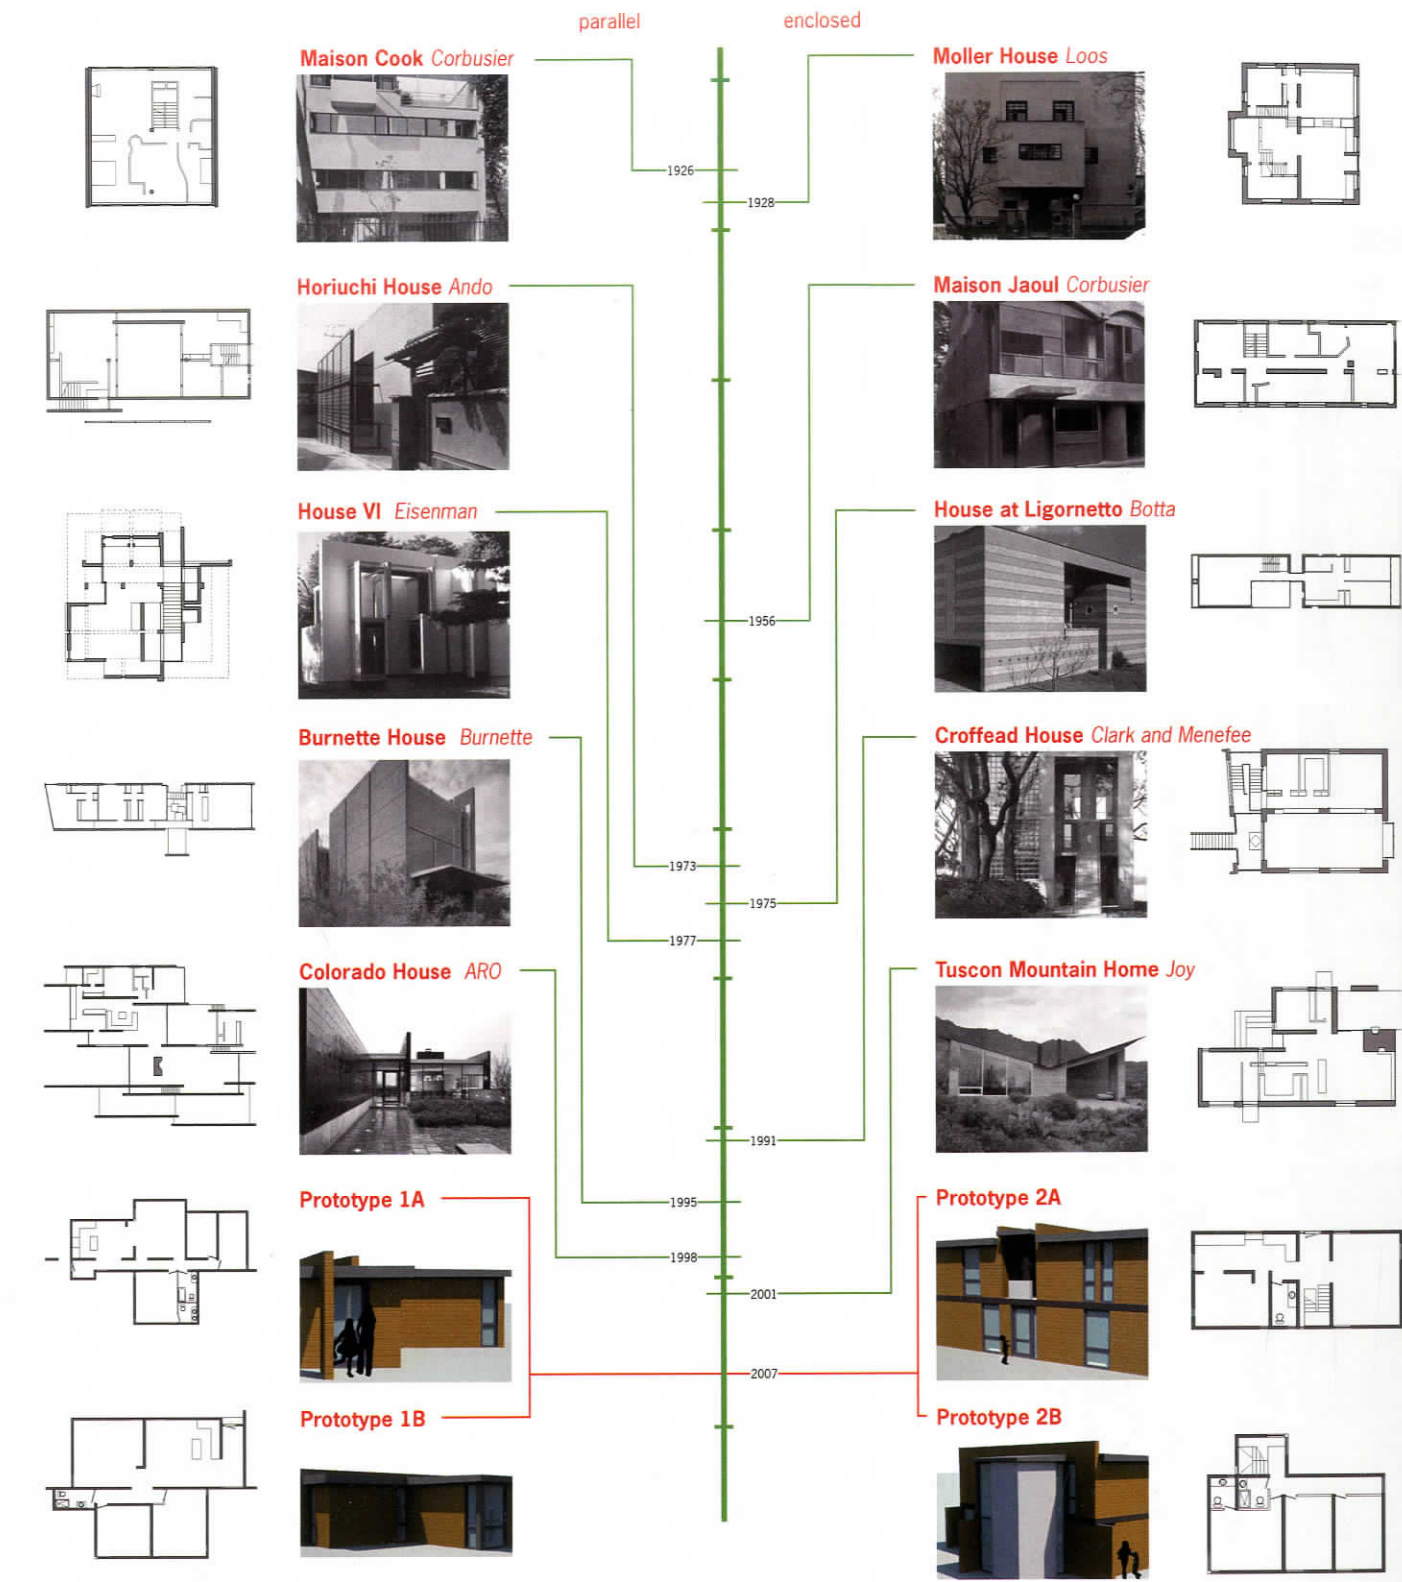 parallel
enclosed
Maison Cook Corbusier
Moller House Loos
1926
1928
Horiuchi House Ando
Maison Jaoul Corbusier
House VI Eisenman
House at Ligornetto Botta
1956
Burnette House Burnette
Croffead House Clark and Menefee
1973
1975
1977
Colorado House ARO
Tuscon Mountain Home Joy
1991
Prototype 1A
1995
Prototype 2A
1998
2001
2007
Prototype 1B
Prototype 2B